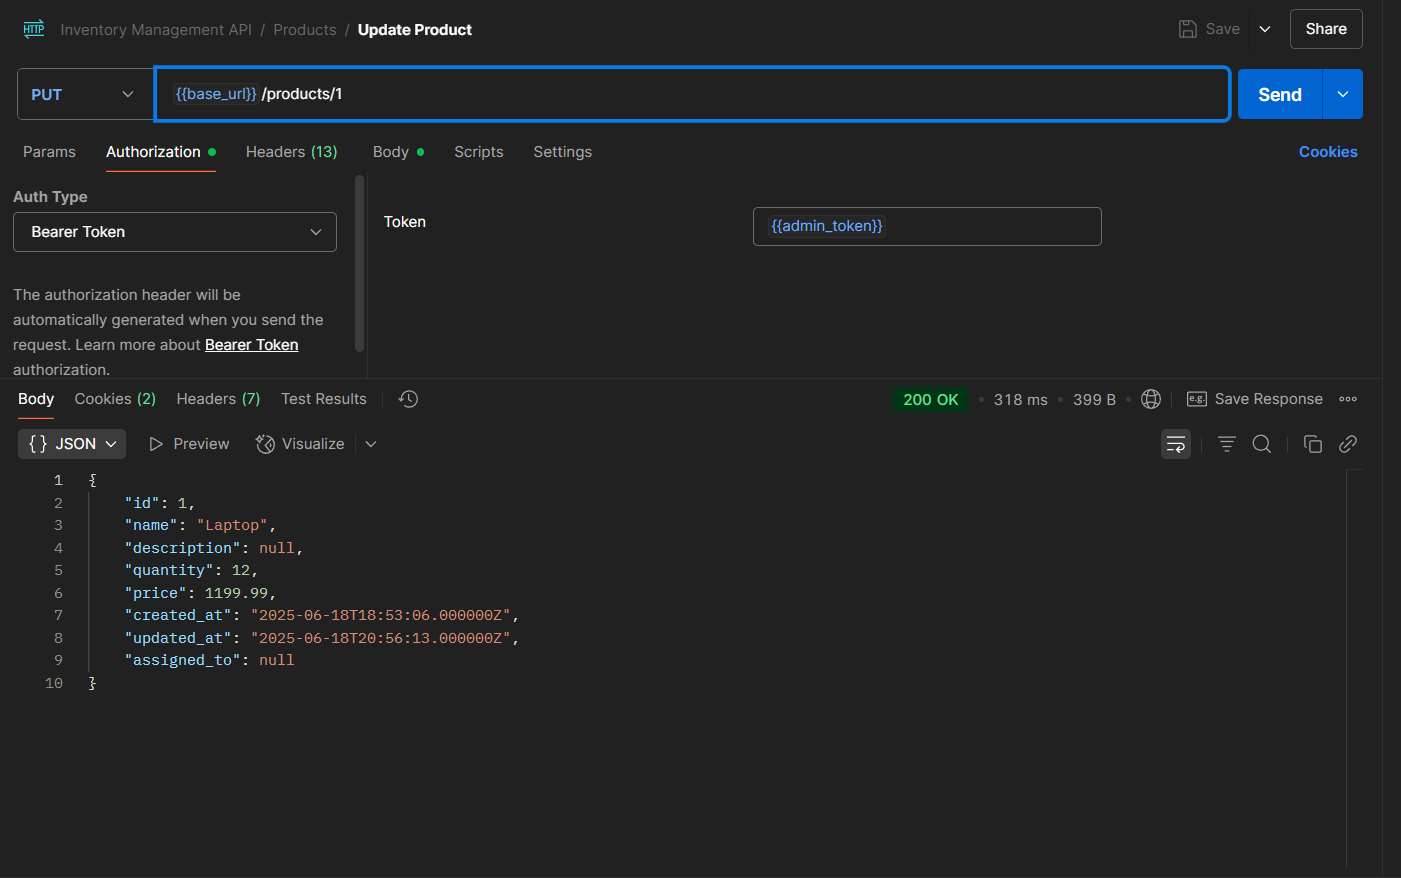 HTTP Inventory Management API / Products / Update Product Save Share
PUT {{base_url}} /products/1 Send
Params Authorization Headers (13) Body Scripts Settings Cookies
Auth Type
Bearer Token
Token {{admin_token}}
The authorization header will be
automatically generated when you send the
request. Learn more about Bearer Token
authorization.
Body Cookies (2) Headers (7) Test Results 200 OK • 318 ms • 399 B • e.g. Save Response
{} JSON Preview Visualize
1 {
2 "id": 1,
3 "name": "Laptop",
4 "description": null,
5 "quantity": 12,
6 "price": 1199.99,
7 "created_at": "2025-06-18T18:53:06.000000Z",
8 "updated_at": "2025-06-18T20:56:13.000000Z",
9 "assigned_to": null
10 }